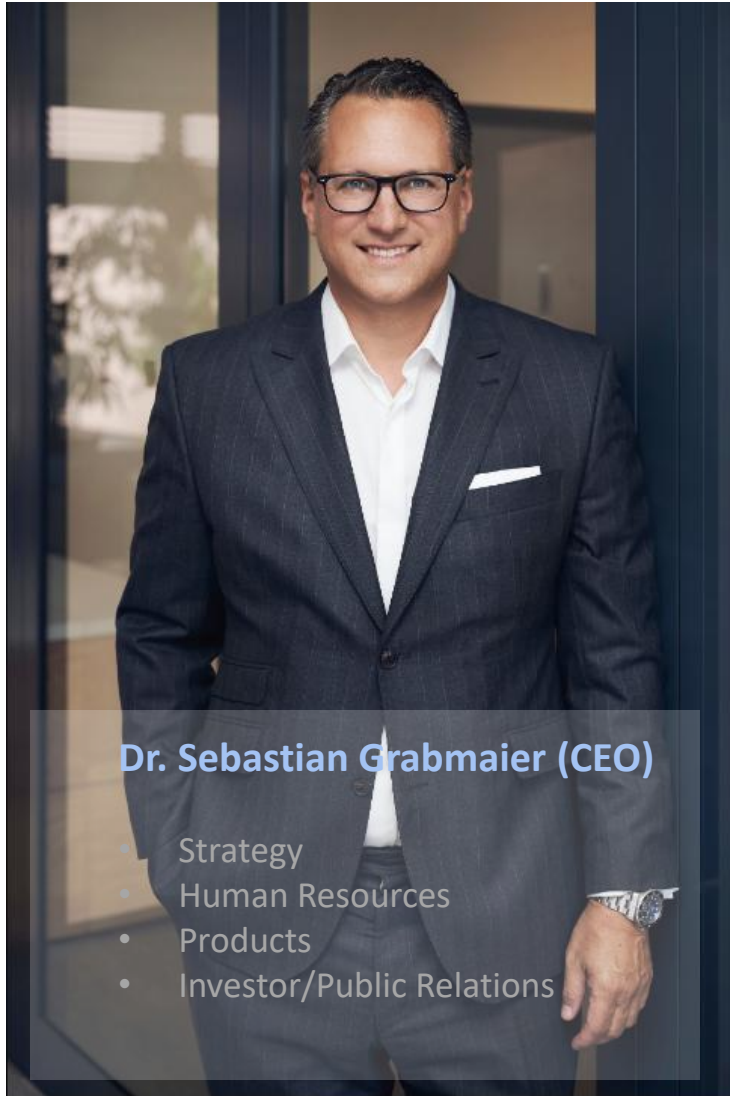 Dr. Sebastian Grabmaier (CEO)
• Strategy
• Human Resources
• Products
• Investor/Public Relations